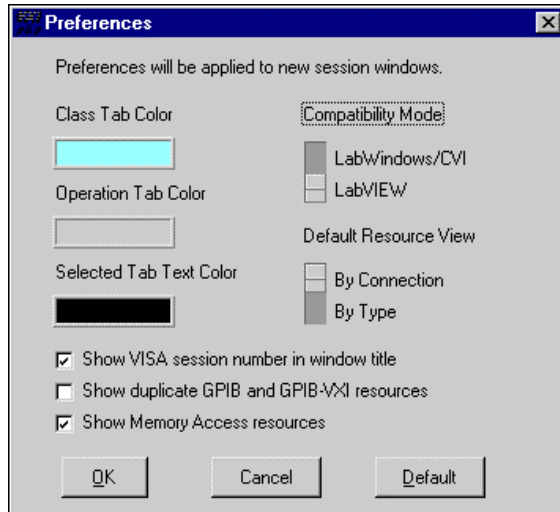 Preferences
Preferences will be applied to new session windows.
Class Tab Color
Compatibility Mode
LabWindows/CVI
LabVIEW
Operation Tab Color
Default Resource View
Selected Tab Text Color
By Connection
By Type
Show VISA session number in window title
Show duplicate GPIB and GPIB-VXI resources
Show Memory Access resources
OK
Cancel
Default